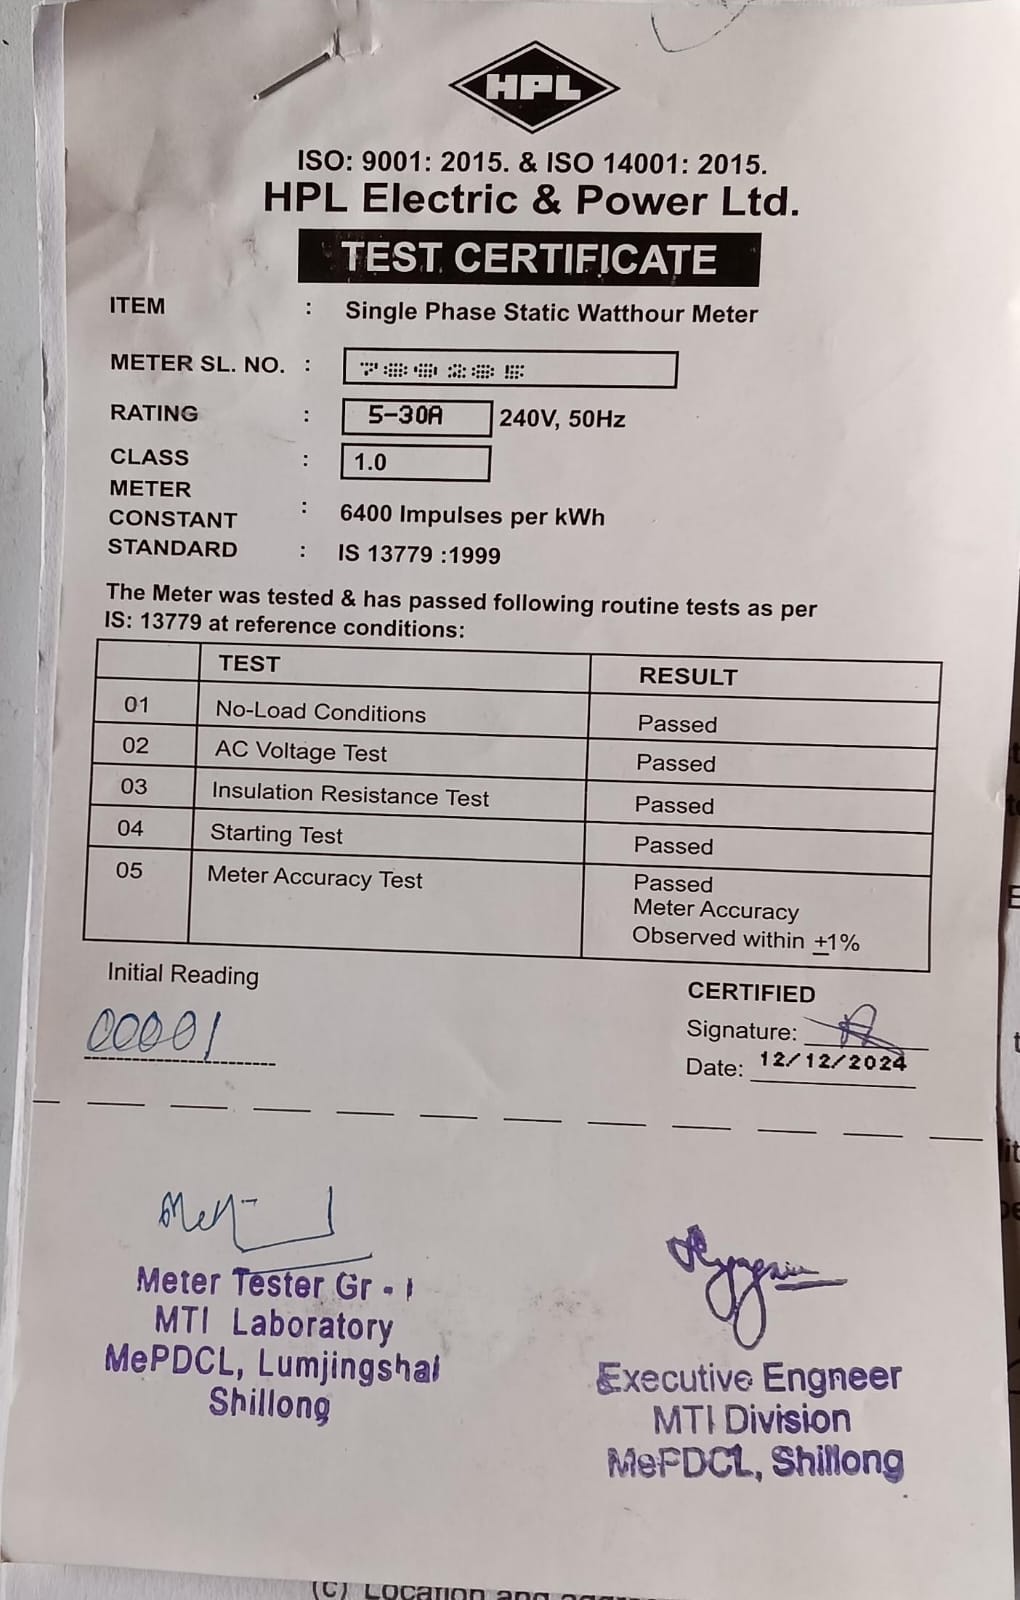 HPL
ISO: 9001: 2015. & ISO 14001: 2015.
HPL Electric & Power Ltd.
TEST CERTIFICATE
ITEM : Single Phase Static Watthour Meter
METER SL. NO. :
RATING : 5-30A 240V, 50Hz
CLASS : 1.0
METER
CONSTANT : 6400 Impulses per kWh
STANDARD : IS 13779 :1999
The Meter was tested & has passed following routine tests as per
IS: 13779 at reference conditions:
TEST RESULT
01 No-Load Conditions Passed
02 AC Voltage Test Passed
03 Insulation Resistance Test Passed
04 Starting Test Passed
05 Meter Accuracy Test Passed
Meter Accuracy
Observed within ±1%
Initial Reading
00001
CERTIFIED
Signature:
Date: 12/12/2024
Meter Tester Gr - I
MTI Laboratory
MePDCL, Lumjingshai
Shillong
Executive Engneer
MTI Division
MePDCL, Shillong
(c) Location and